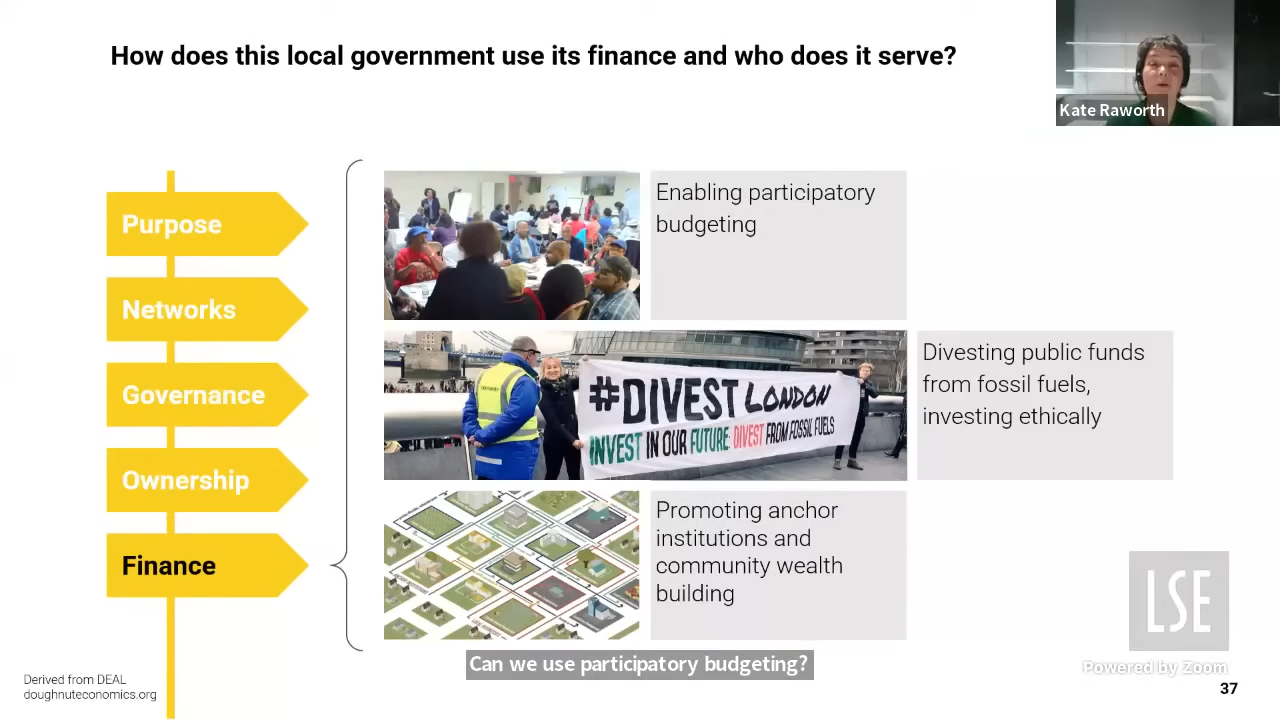 How does this local government use its finance and who does it serve?
Kate Raworth
Purpose
Networks
Governance
Ownership
Finance
Enabling participatory
budgeting
#DIVEST LONDON
INVEST IN OUR FUTURE: DIVEST FROM FOSSIL FUELS
Divesting public funds
from fossil fuels,
investing ethically
Promoting anchor
institutions and
community wealth
building
LSE
Can we use participatory budgeting?
Powered by Zoom
Derived from DEAL
doughnuteconomics.org
37